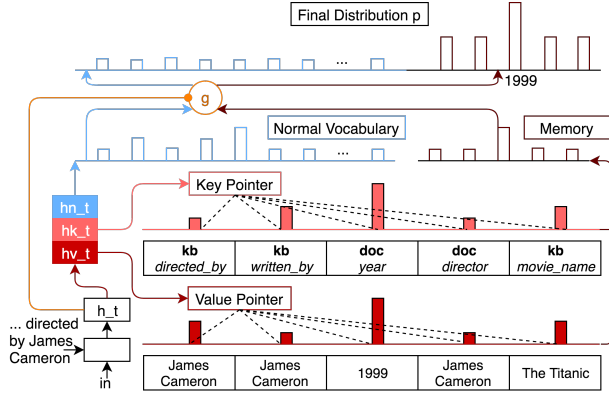 Final Distribution p
...
1999
g
Normal Vocabulary
Memory
...
hn_t
hk_t
hv_t
Key Pointer
kb
directed_by
kb
written_by
doc
year
doc
director
kb
movie_name
Value Pointer
h_t
... directed
by James
Cameron
in
James
Cameron
James
Cameron
1999
James
Cameron
The Titanic